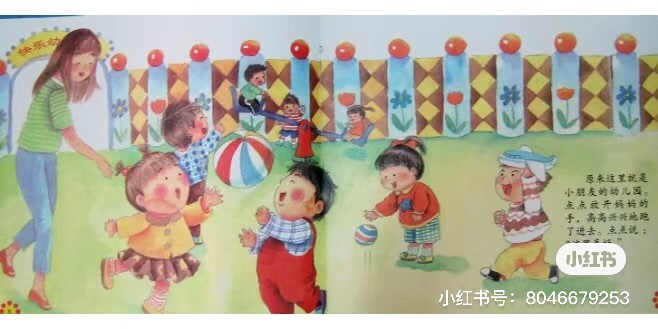 快乐幼
原来这里就是
小朋友的幼儿园。
点点放开妈妈的
手，高高兴兴地跑
了进去。点点说：
小红书
小红书号：8046679253